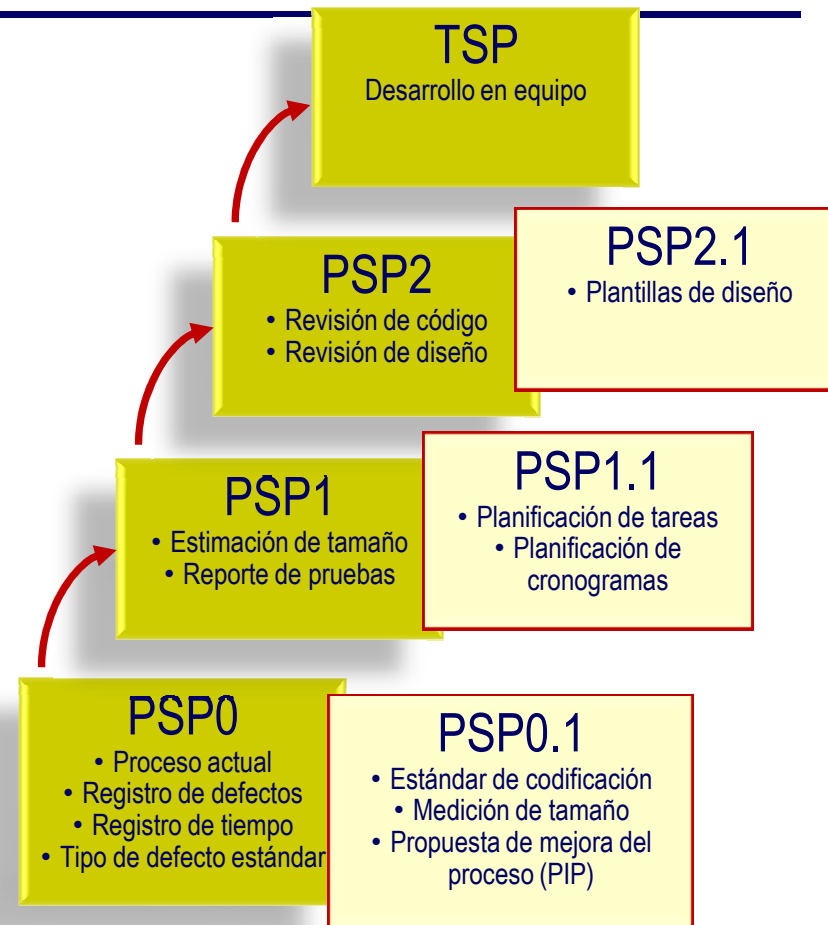 TSP
Desarrollo en equipo
PSP2
• Revisión de código
• Revisión de diseño
PSP2.1
• Plantillas de diseño
PSP1
• Estimación de tamaño
• Reporte de pruebas
PSP1.1
• Planificación de tareas
• Planificación de
cronogramas
PSP0
• Proceso actual
• Registro de defectos
• Registro de tiempo
• Tipo de defecto estándar
PSP0.1
• Estándar de codificación
• Medición de tamaño
• Propuesta de mejora del
proceso (PIP)